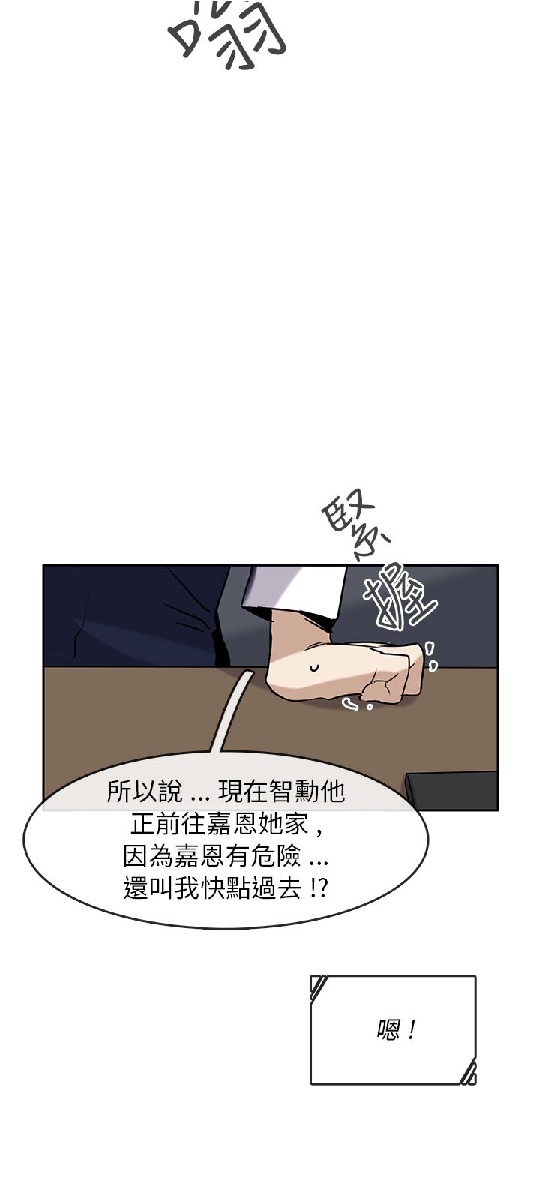 嗡
緊
握
所以說...現在智勳他
正前往嘉恩她家,
因為嘉恩有危險...
還叫我快點過去!?
嗯!